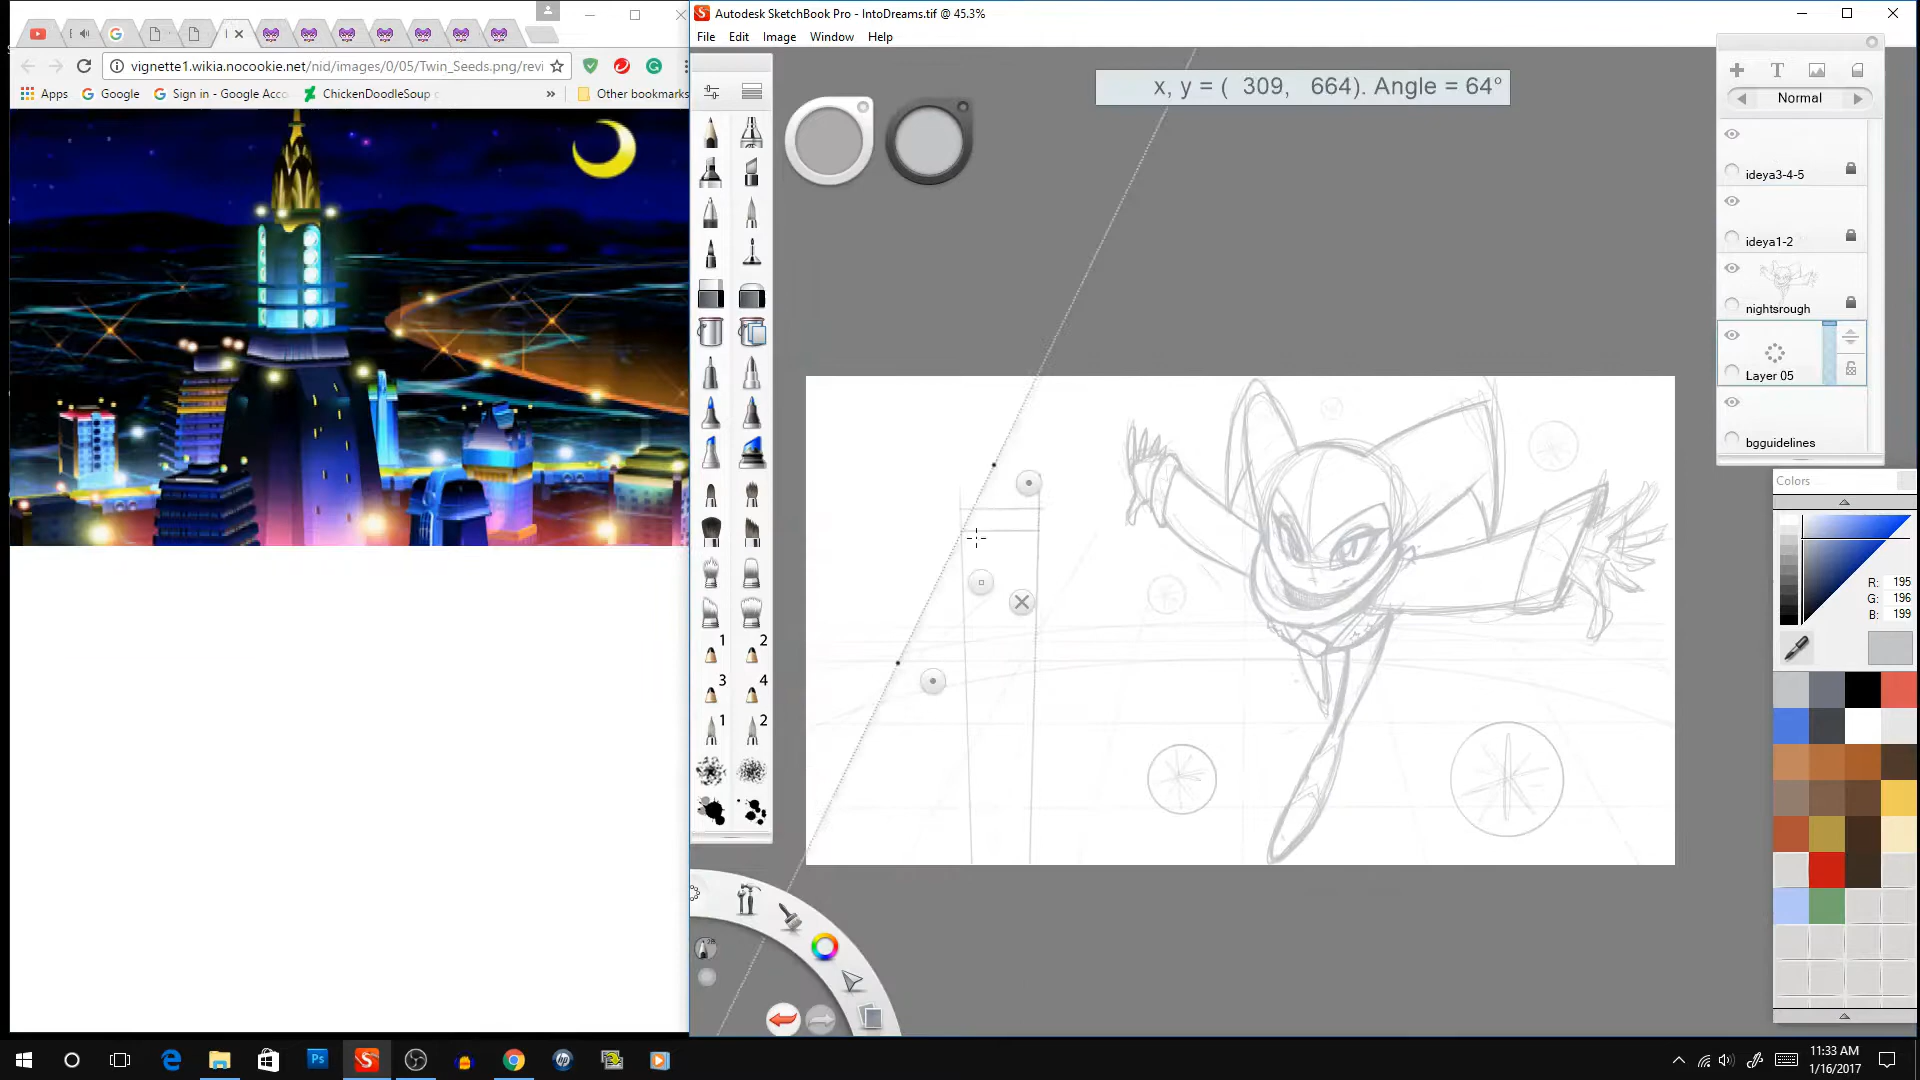 vignette1.wikia.nocookie.net/nid/images/0/05/Twin_Seeds.png/revi
Apps
Google
Sign in - Google Acco
ChickenDoodleSoup
»
Other bookmarks
Autodesk SketchBook Pro - IntoDreams.tif @ 45.3%
File
Edit
Image
Window
Help
x, y = ( 309, 664). Angle = 64°
Normal
ideya3-4-5
ideya1-2
nightsrough
Layer 05
bgguidelines
Colors
R: 195
G: 196
B: 199
1
2
3
4
1
2
11:33 AM
1/16/2017